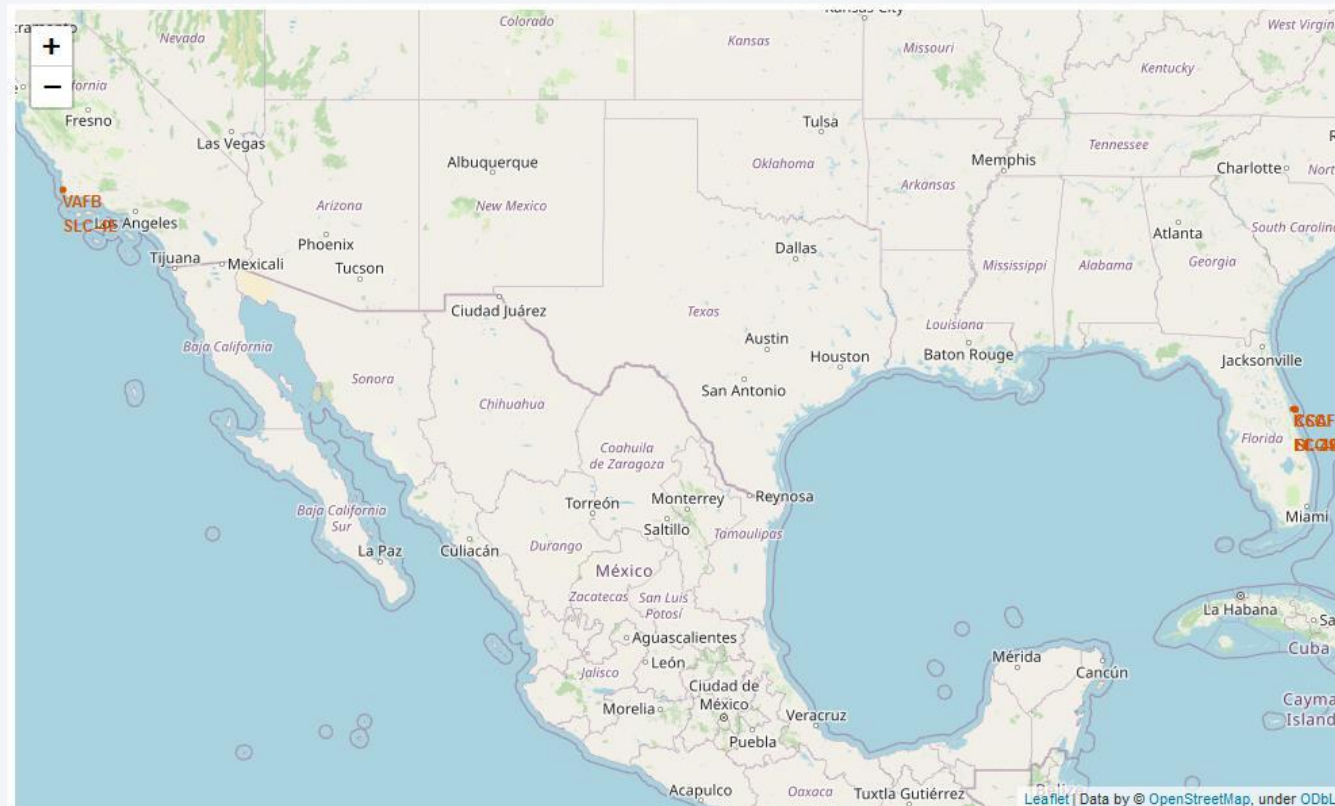 Nevada
Colorado
Kansas
Missouri
West Virgin
Kentucky
+
−
Fresno
Las Vegas
Tulsa
Albuquerque
Oklahoma
Memphis
Tennessee
Charlotte
North
Arkansas
VAFB
SLC-4E
Los Angeles
Arizona
New Mexico
Phoenix
Tucson
Tijuana
Mexicali
Dallas
Atlanta
South Carolina
Mississippi
Alabama
Georgia
Ciudad Juárez
Texas
Louisiana
Austin
Houston
Baton Rouge
Jacksonville
Baja California
Sonora
Chihuahua
San Antonio
Coahuila
de Zaragoza
Florida
Torreón
Monterrey
Reynosa
Saltillo
Tamaulipas
Miami
Baja California
Sur
La Paz
Culiacán
Durango
México
Zacatecas
San Luis
Potosí
La Habana
Sa
Cuba
Aguascalientes
León
Jalisco
Mérida
Cancún
Ciudad de
México
Morelia
Veracruz
Puebla
Cayma
Island
Acapulco
Oaxaca
Tuxtla Gutiérrez
Leaflet | Data by © OpenStreetMap, under ODbL